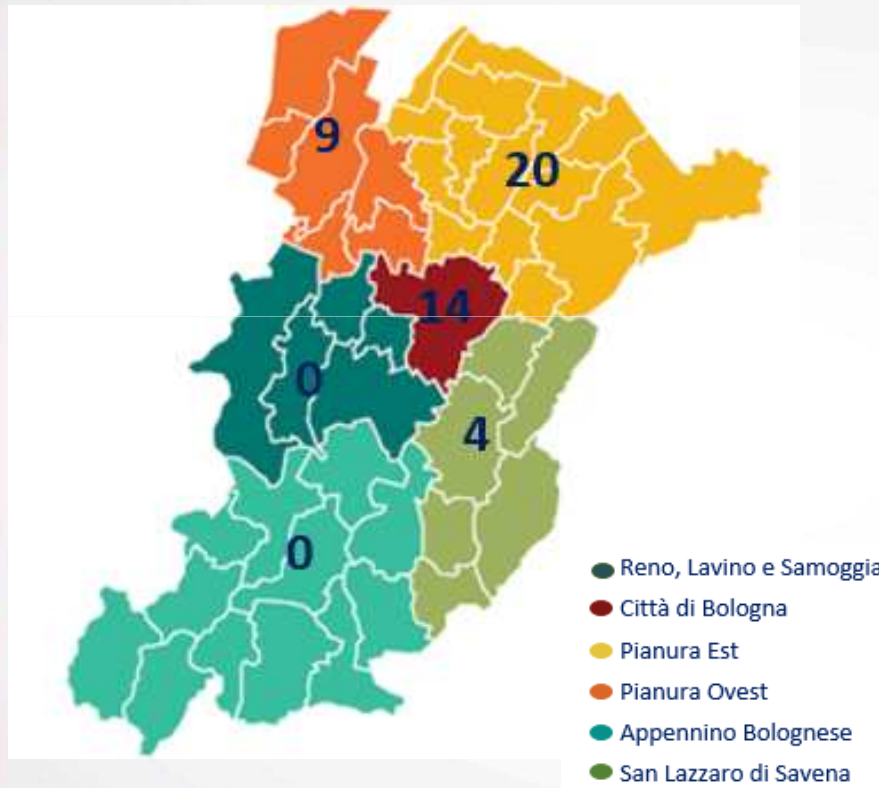 9
20
14
0
4
0
Reno, Lavino e Samoggia
Città di Bologna
Pianura Est
Pianura Ovest
Appennino Bolognese
San Lazzaro di Savena